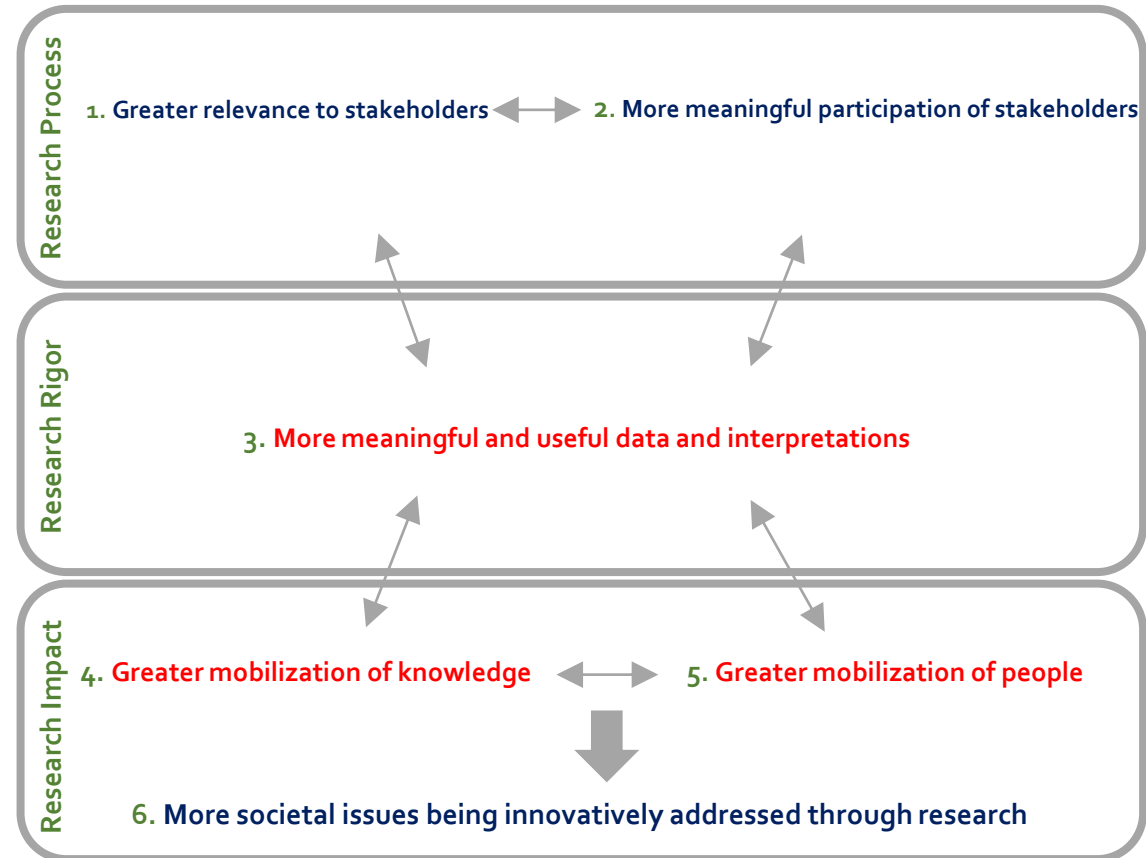 Research Process
1. Greater relevance to stakeholders
2. More meaningful participation of stakeholders
Research Rigor
3. More meaningful and useful data and interpretations
Research Impact
4. Greater mobilization of knowledge
5. Greater mobilization of people
6. More societal issues being innovatively addressed through research